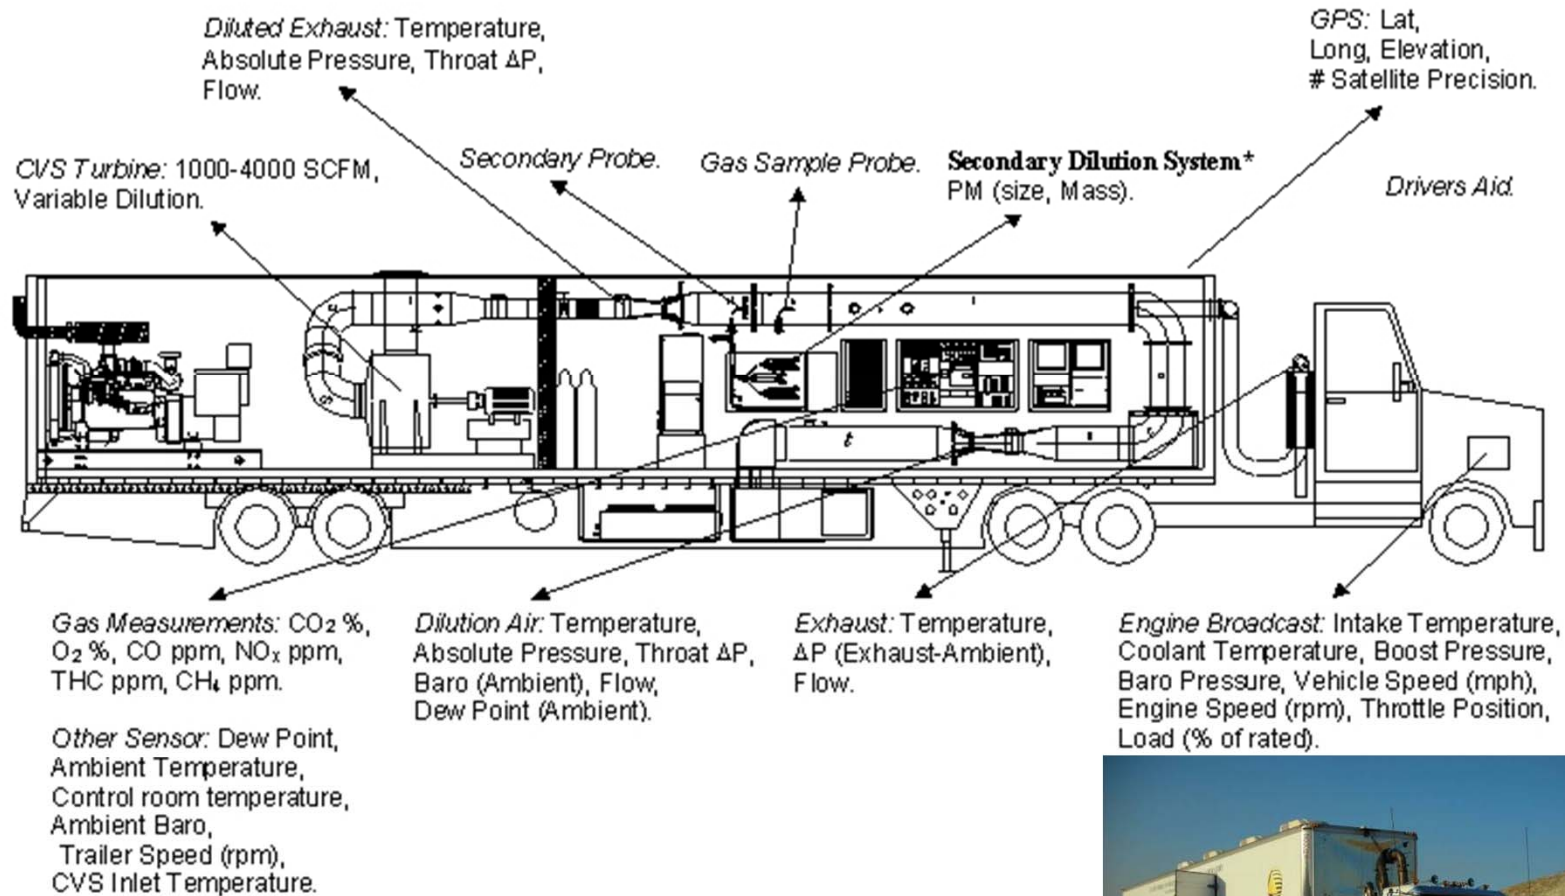 Diluted Exhaust: Temperature,
Absolute Pressure, Throat ΔP,
Flow.
GPS: Lat,
Long, Elevation,
# Satellite Precision.
CVS Turbine: 1000-4000 SCFM,
Variable Dilution.
Secondary Probe.
Gas Sample Probe.
Secondary Dilution System*
PM (size, Mass).
Drivers Aid.
t
Gas Measurements: CO₂ %,
O₂ %, CO ppm, NOₓ ppm,
THC ppm, CH₄ ppm.
Other Sensor: Dew Point,
Ambient Temperature,
Control room temperature,
Ambient Baro,
Trailer Speed (rpm),
CVS Inlet Temperature.
Dilution Air: Temperature,
Absolute Pressure, Throat ΔP,
Baro (Ambient), Flow,
Dew Point (Ambient).
Exhaust: Temperature,
ΔP (Exhaust-Ambient),
Flow.
Engine Broadcast: Intake Temperature,
Coolant Temperature, Boost Pressure,
Baro Pressure, Vehicle Speed (mph),
Engine Speed (rpm), Throttle Position,
Load (% of rated).